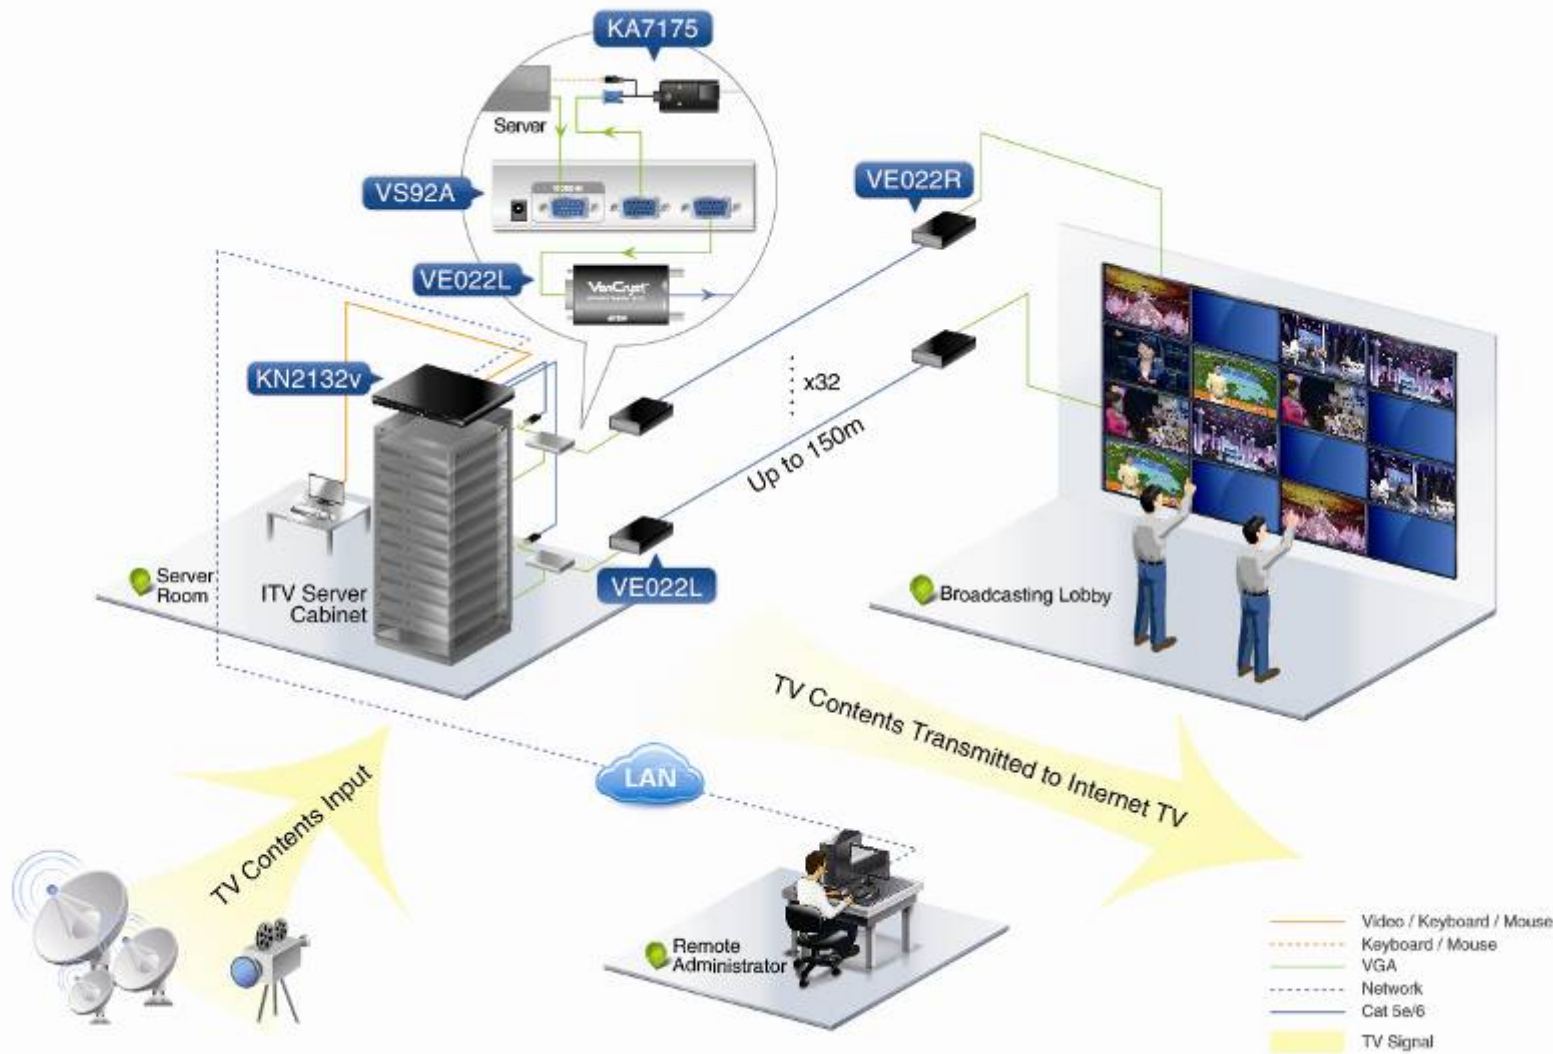 KA7175
Server
VS92A
VE022R
VE022L
VanCryst
KN2132v
x32
Up to 150m
Server
Room
ITV Server
Cabinet
VE022L
Broadcasting Lobby
TV Contents Input
TV Contents Transmitted to Internet TV
LAN
Remote
Administrator
Video / Keyboard / Mouse
Keyboard / Mouse
VGA
Network
Cat 5e/6
TV Signal